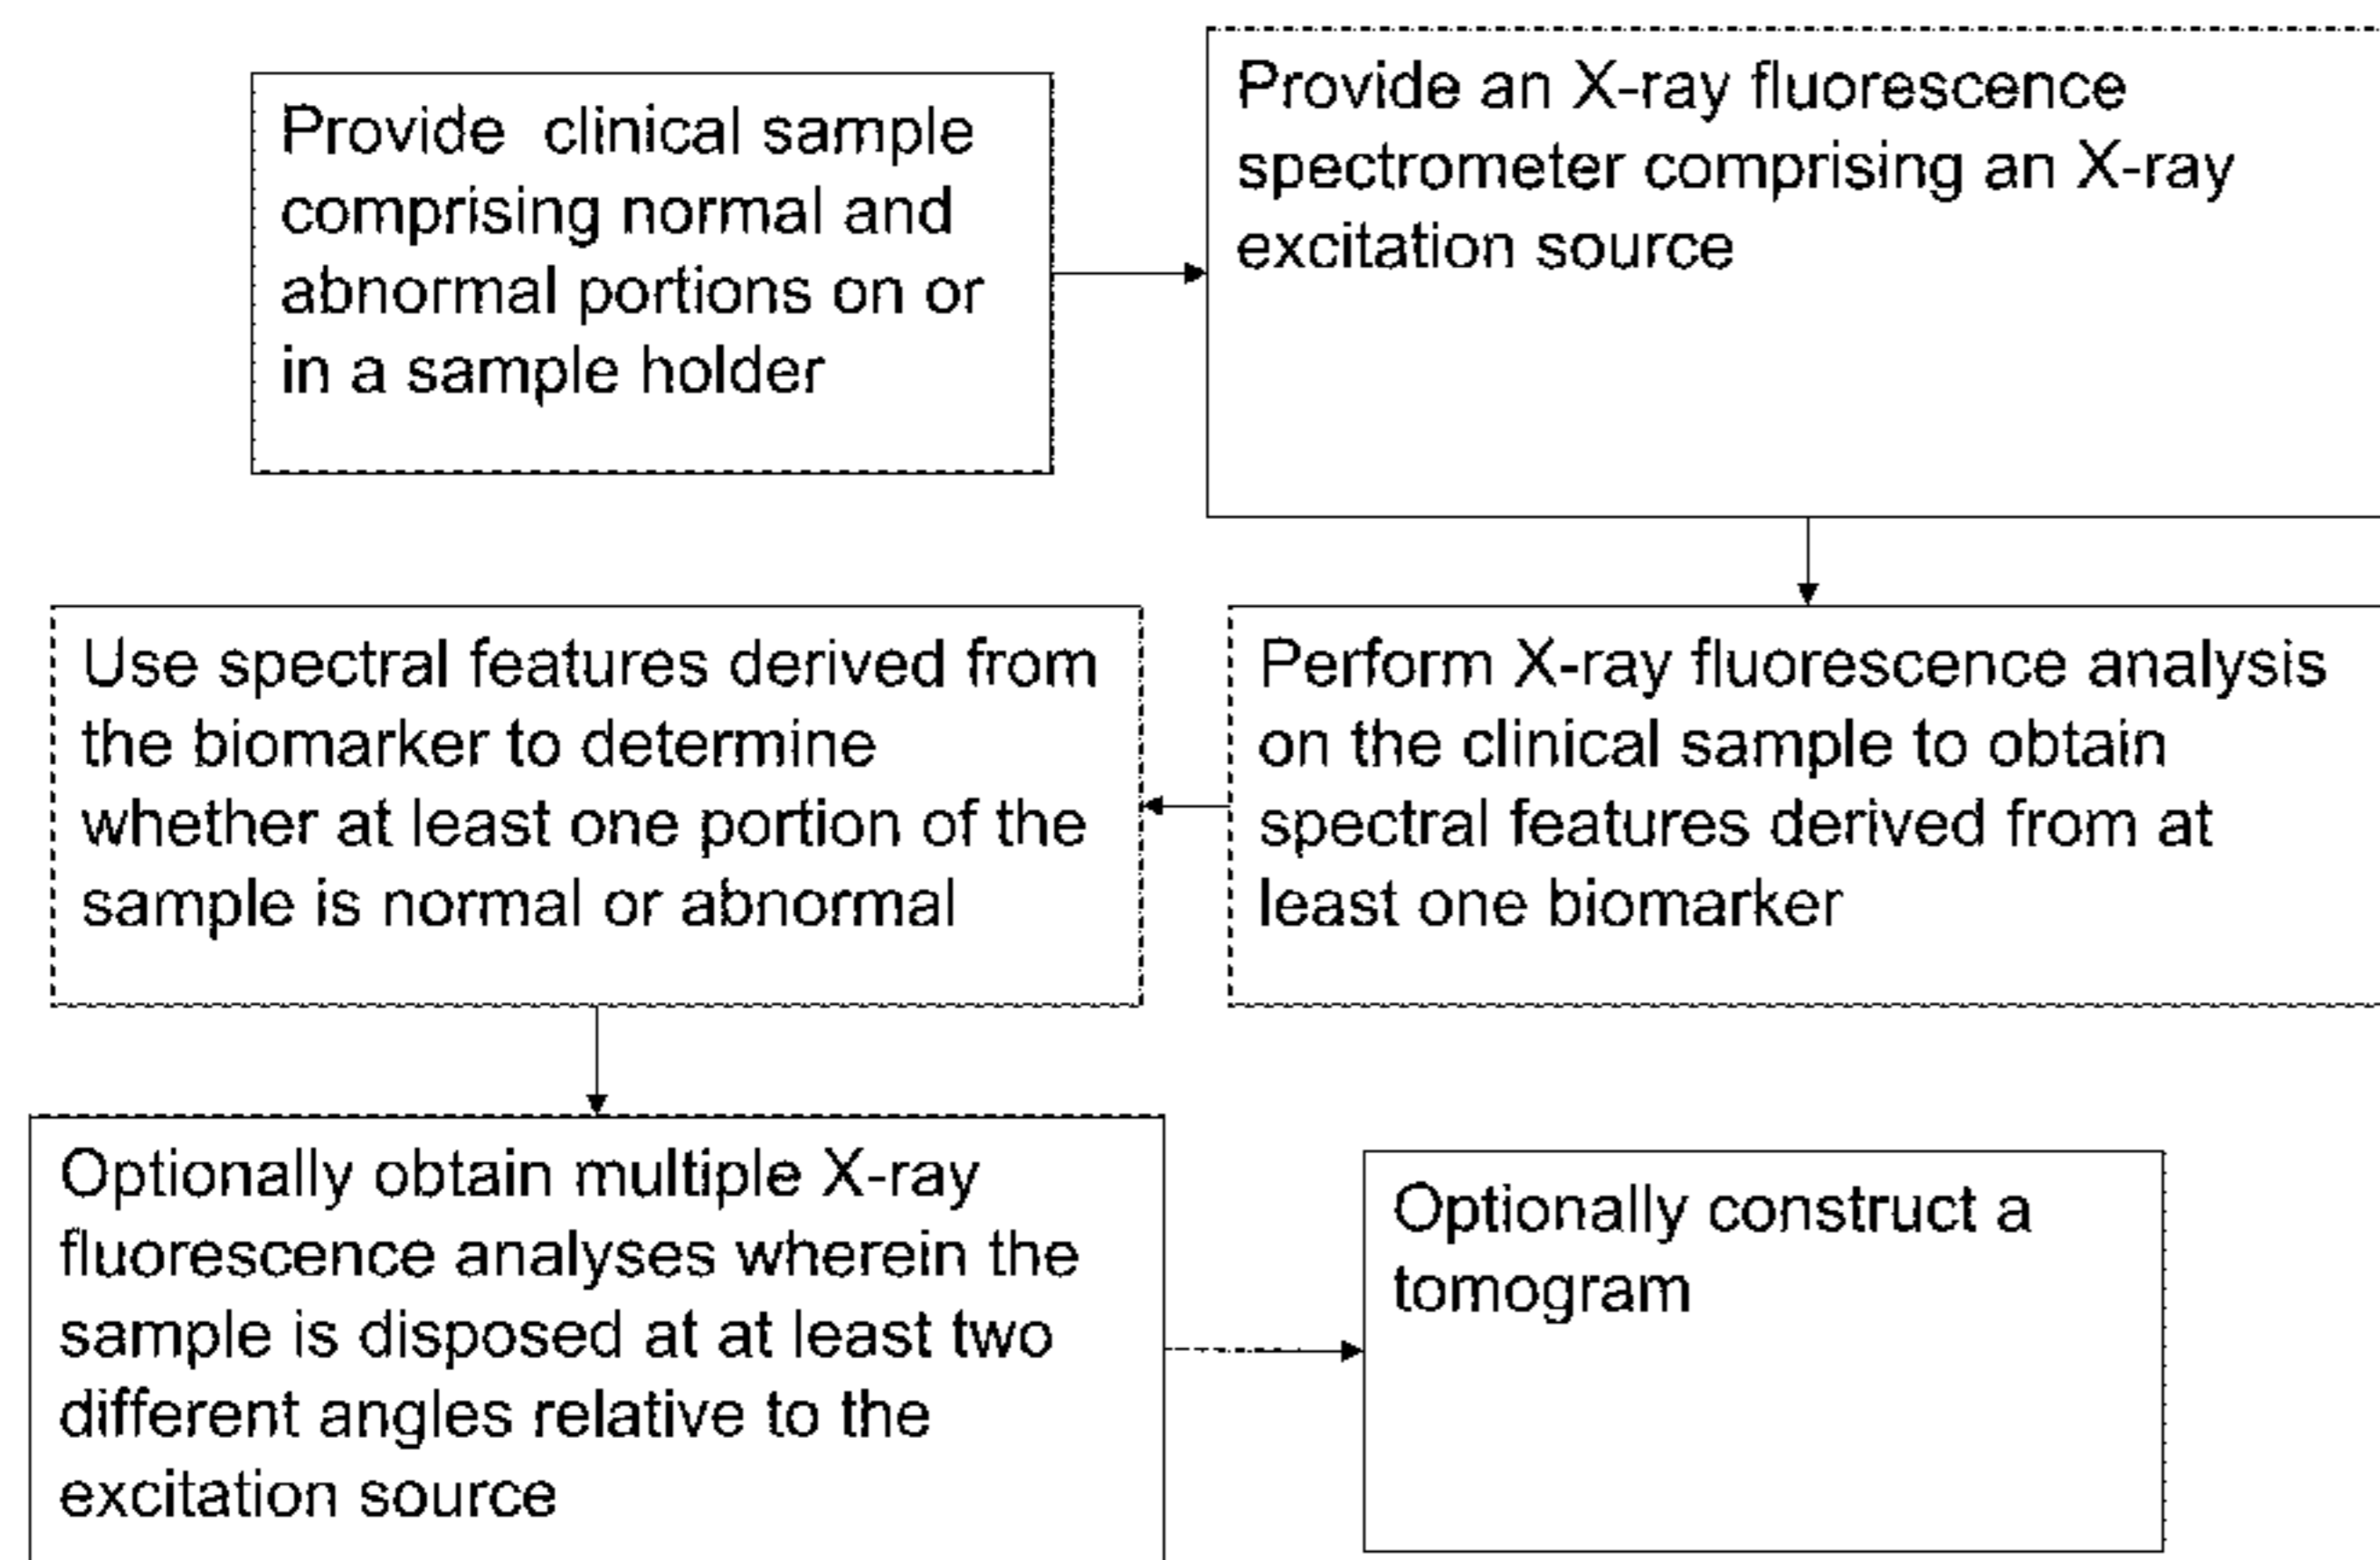 Provide clinical sample
comprising normal and
abnormal portions on or
in a sample holder
Provide an X-ray fluorescence
spectrometer comprising an X-ray
excitation source
Perform X-ray fluorescence analysis
on the clinical sample to obtain
spectral features derived from at
least one biomarker
Use spectral features derived from
the biomarker to determine
whether at least one portion of the
sample is normal or abnormal
Optionally obtain multiple X-ray
fluorescence analyses wherein the
sample is disposed at at least two
different angles relative to the
excitation source
Optionally construct a
tomogram